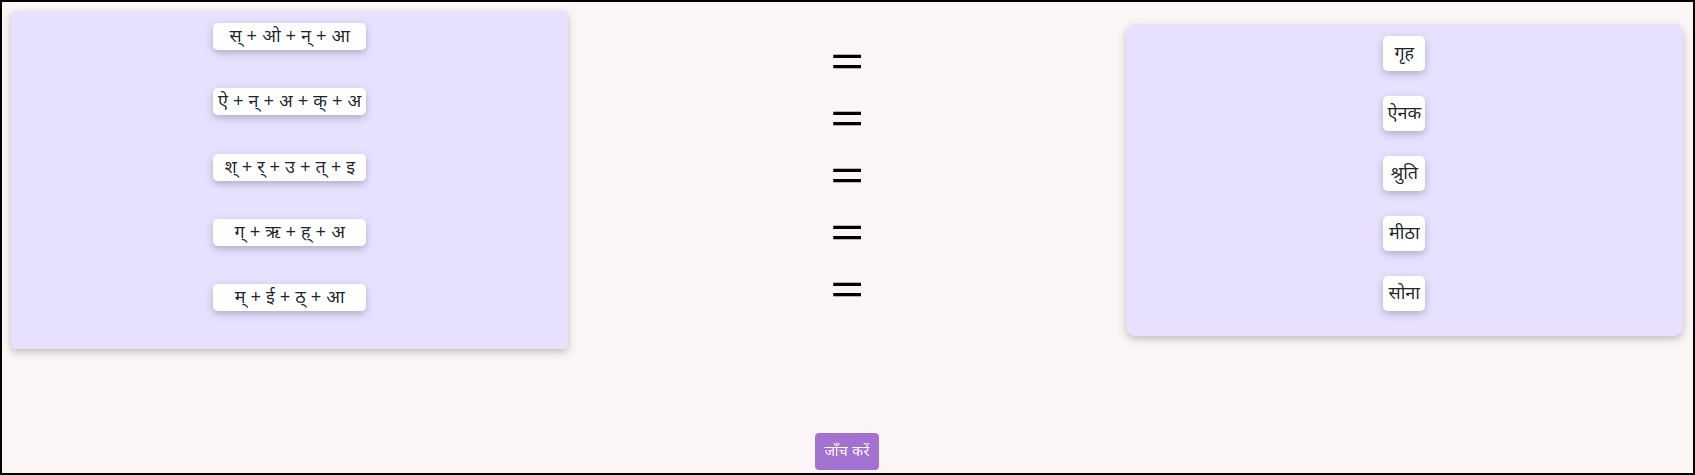 स् + ओ + न् + आ
ऐ + न् + अ + क् + अ
श् + र् + उ + त् + इ
ग् + ऋ + ह् + अ
म् + ई + ठ् + आ
=
=
=
=
=
गृह
ऐनक
श्रुति
मीठा
सोना
जाँच करें